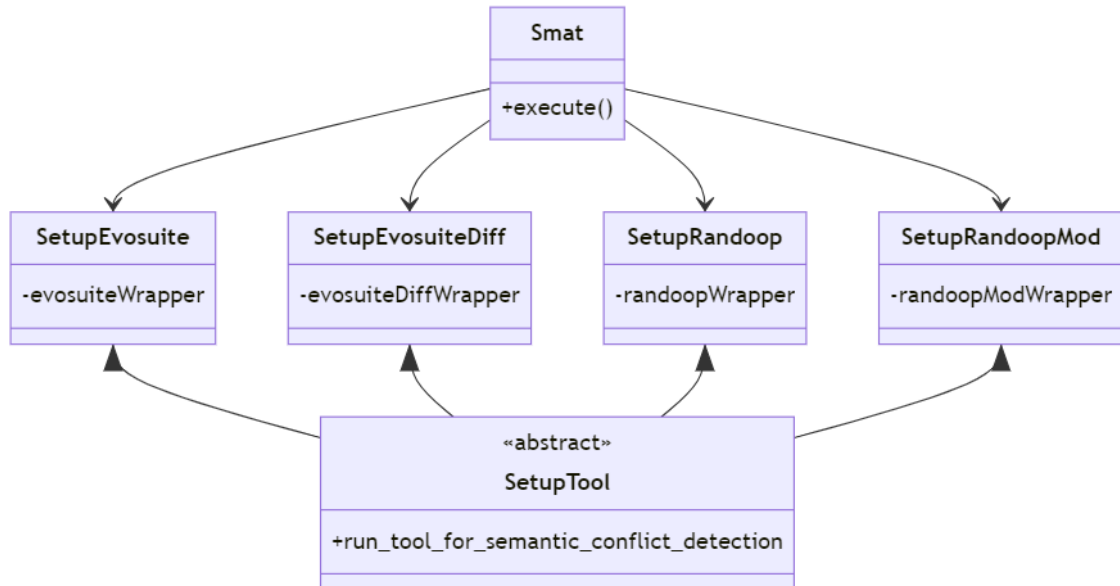 Smat
+execute()
SetupEvosuite
-evosuiteWrapper
SetupEvosuiteDiff
-evosuiteDiffWrapper
SetupRandoop
-randoopWrapper
SetupRandoopMod
-randoopModWrapper
«abstract»
SetupTool
+run_tool_for_semantic_conflict_detection